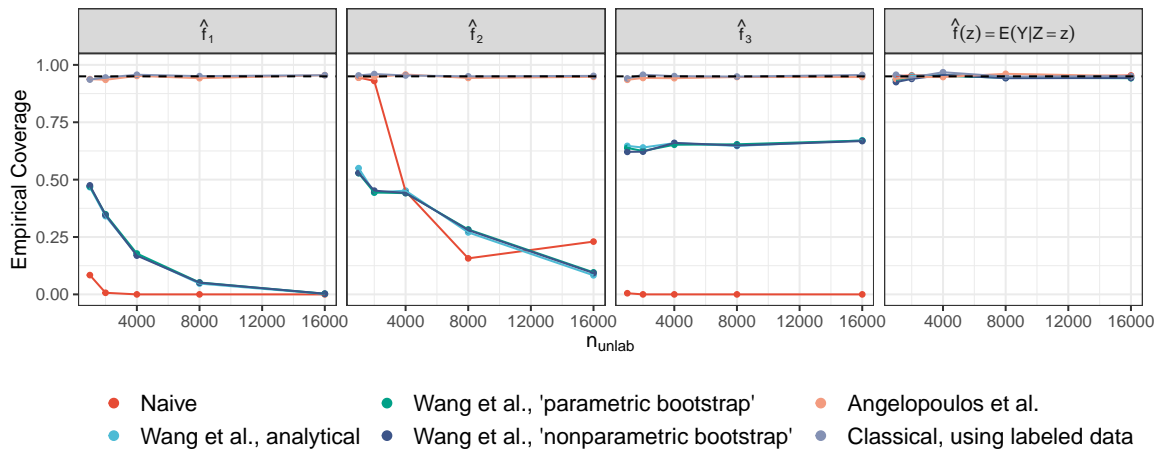 f̂₁ f̂₂ f̂₃ f̂(z) = E(Y|Z = z)
1.00
0.75
0.50
0.25
0.00
Empirical Coverage
4000 8000 12000 16000 4000 8000 12000 16000 4000 8000 12000 16000 4000 8000 12000 16000
n_unlab
Naive Wang et al., 'parametric bootstrap' Angelopoulos et al.
Wang et al., analytical Wang et al., 'nonparametric bootstrap' Classical, using labeled data